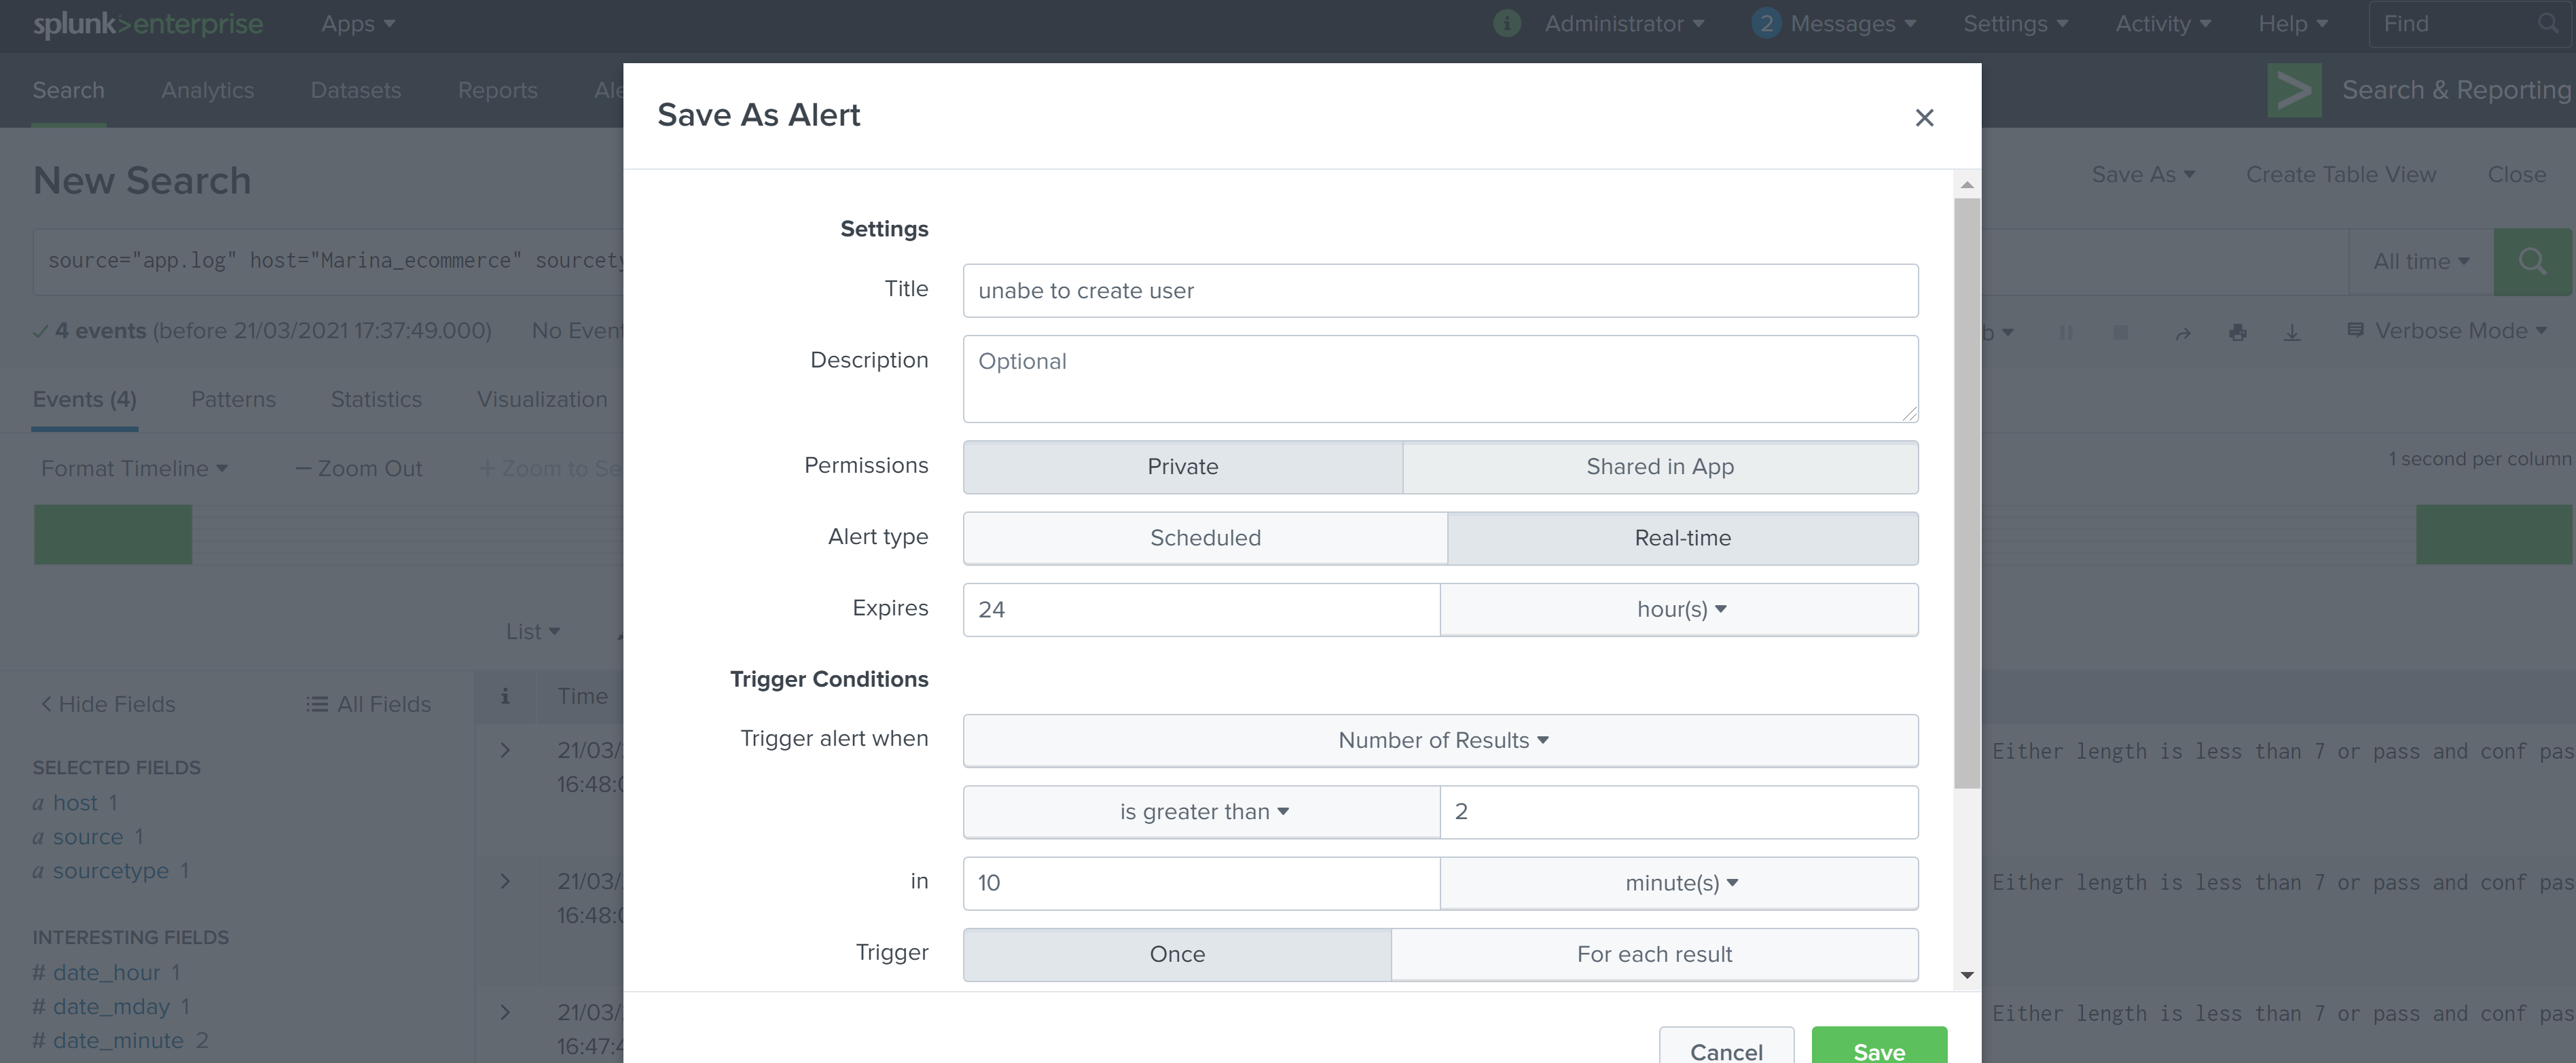 splunk>enterprise Apps
i Administrator 2 Messages Settings Activity Help Find
Search Analytics Datasets Reports
> Search & Reporting
Save As Alert
New Search
Save As Create Table View Close
Settings
source="app.log" host="Marina_ecommerce"
All time
Title unabe to create user
4 events (before 21/03/2021 17:37:49.000) No
Verbose Mode
Description Optional
Events (4) Patterns Statistics Visualization
Format Timeline Zoom Out Zoom to
1 second per column
Permissions Private Shared in App
Alert type Scheduled Real-time
Expires 24 hour(s)
List
Trigger Conditions
Hide Fields All Fields
i Time
Trigger alert when Number of Results
SELECTED FIELDS
a host 1
a source 1
a sourcetype 1
21/03/
16:48:
Either length is less than 7 or pass and conf pas
is greater than 2
in 10 minute(s)
21/03/
16:48:
Either length is less than 7 or pass and conf pas
INTERESTING FIELDS
# date_hour 1
# date_mday 1
# date_minute 2
Trigger Once For each result
21/03/
16:47:
Either length is less than 7 or pass and conf pas
Cancel Save